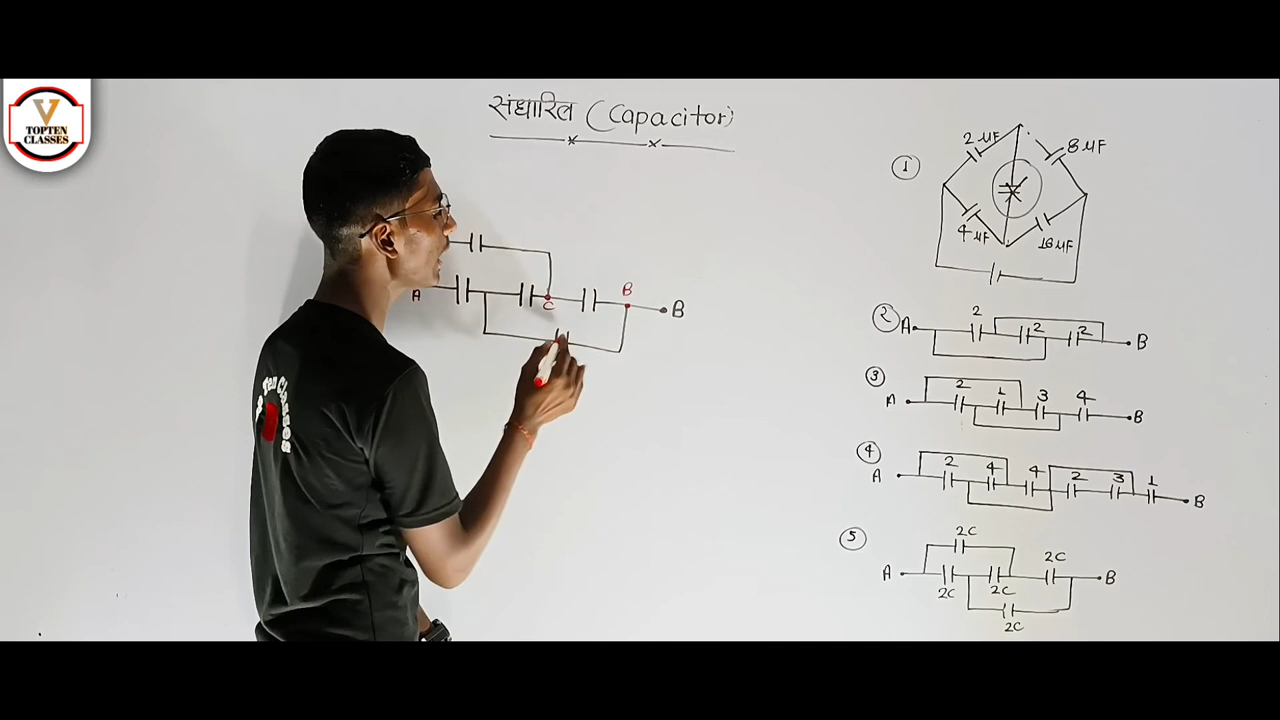 V
TOPTEN
CLASSES
संधारित्र (Capacitor)
A
C
B
B
①
2 μF
8 μF
4 μF
16 μF
②
A 2 2 2 B
③
A 2 1 3 4 B
④
A 2 4 4 2 3 1 B
⑤
2C
A 2C 2C 2C B
2C